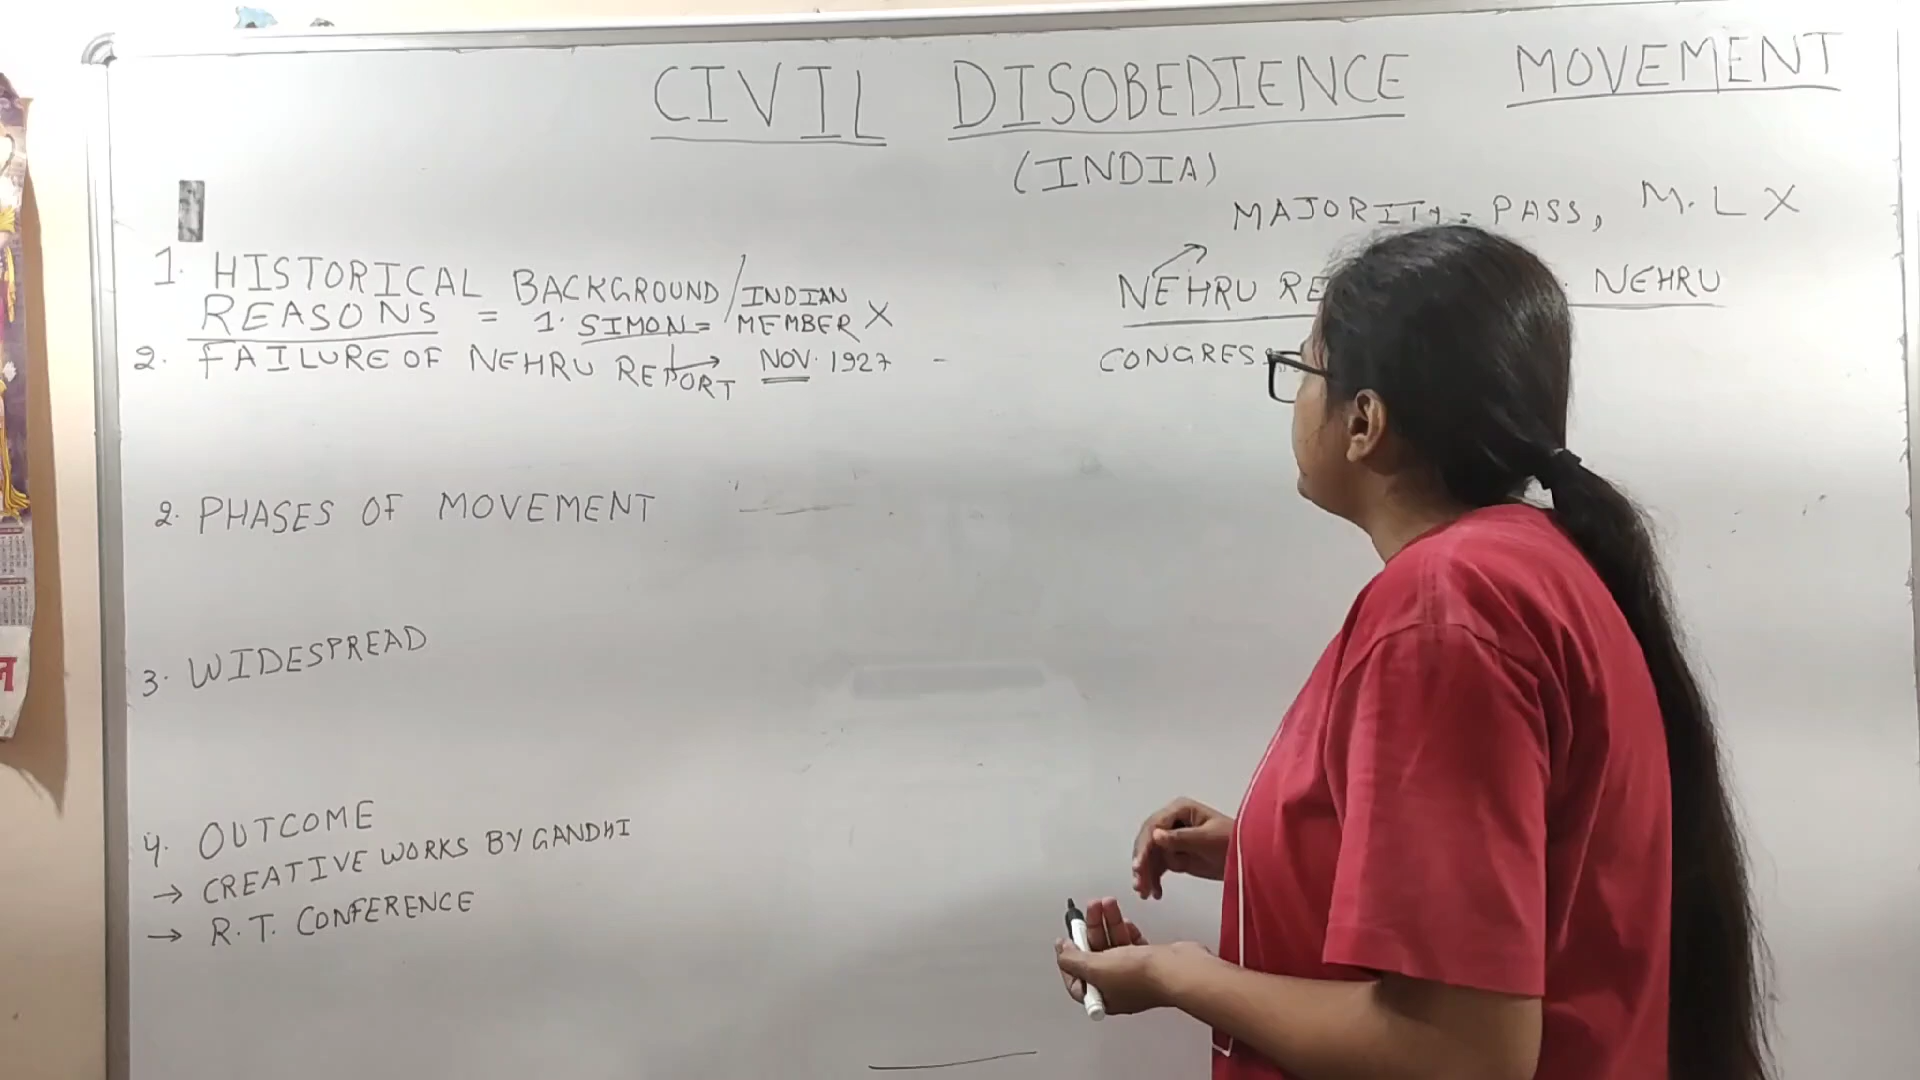 CIVIL DISOBEDIENCE MOVEMENT
(INDIA)
MAJORITY = PASS, M. L X
1. HISTORICAL BACKGROUND / INDIAN
REASONS = 1. SIMON = MEMBER X
2. FAILURE OF NEHRU REPORT → NOV. 1927 -
NEHRU RE NEHRU
CONGRES
2. PHASES OF MOVEMENT
3. WIDESPREAD
4. OUTCOME
→ CREATIVE WORKS BY GANDHI
→ R.T. CONFERENCE